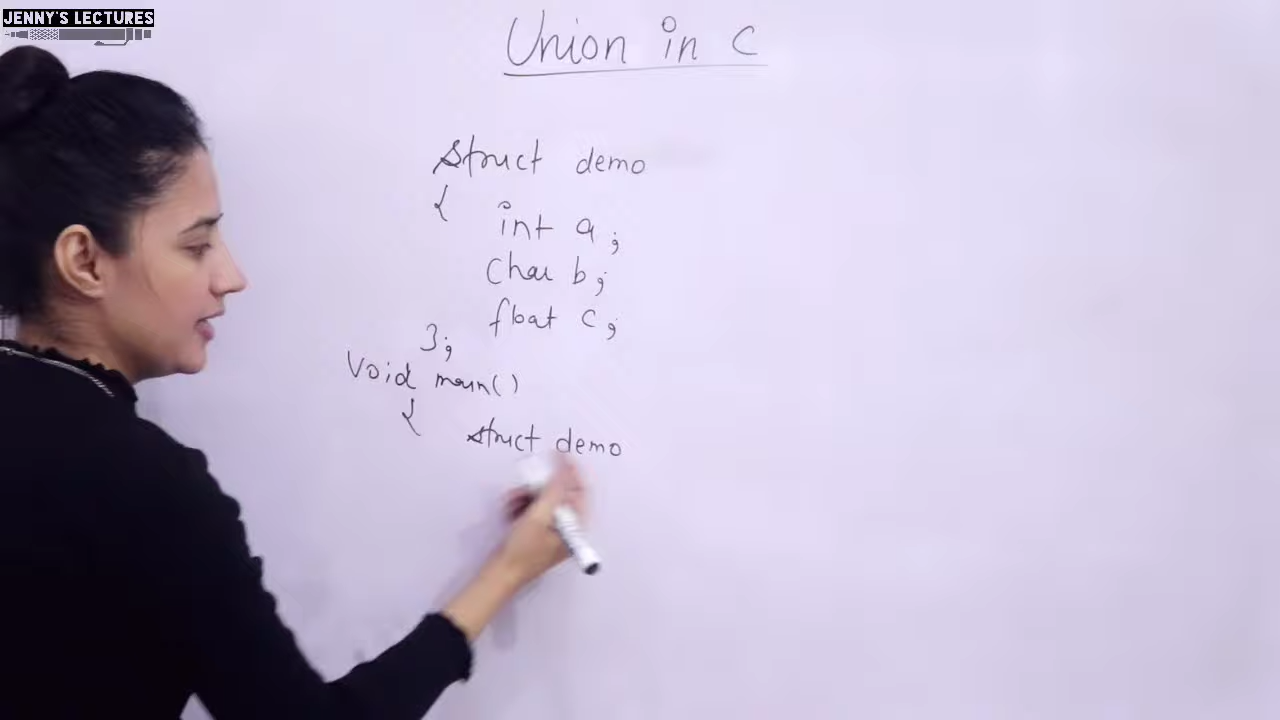 JENNY'S LECTURES
Union in C
struct demo
{ int a;
char b;
float c;
};
void main()
{ struct demo